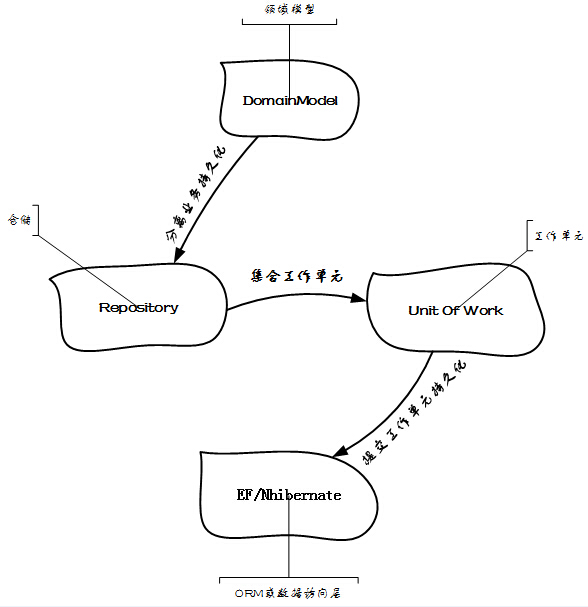 领域模型
DomainModel
分离业务持久化
仓储
工作单元
集合工作单元
Repository
Unit Of Work
提交工作单元持久化
EF/Nhibernate
ORM或数据访问层